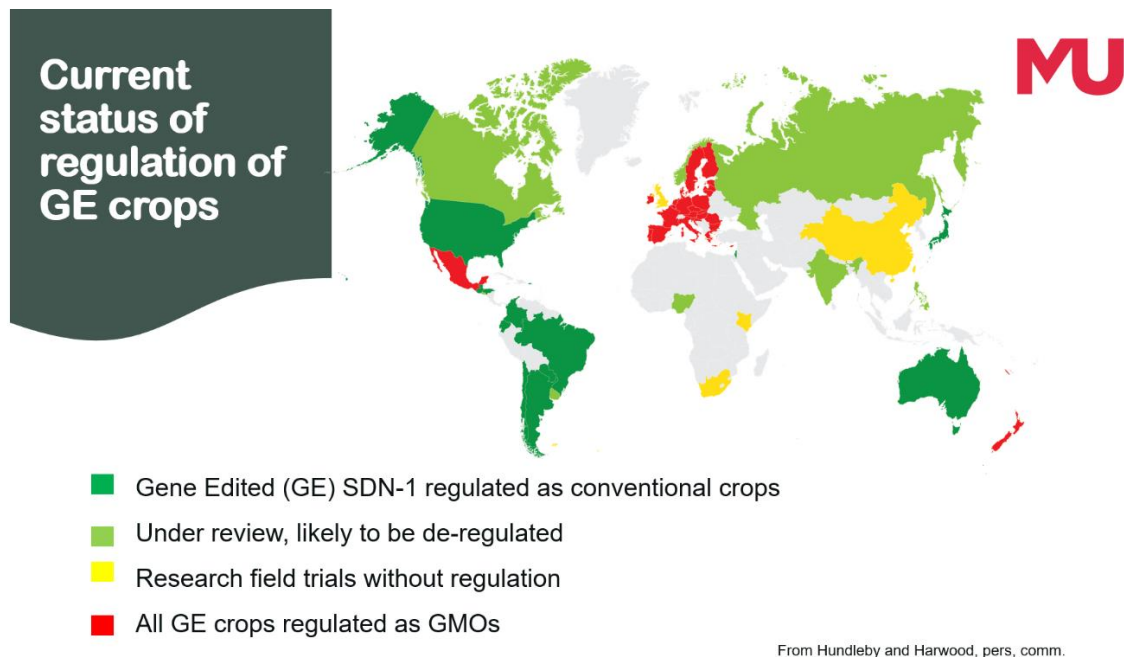 Current
status of
regulation of
GE crops
MU
Gene Edited (GE) SDN-1 regulated as conventional crops
Under review, likely to be de-regulated
Research field trials without regulation
All GE crops regulated as GMOs
From Hundleby and Harwood, pers, comm.